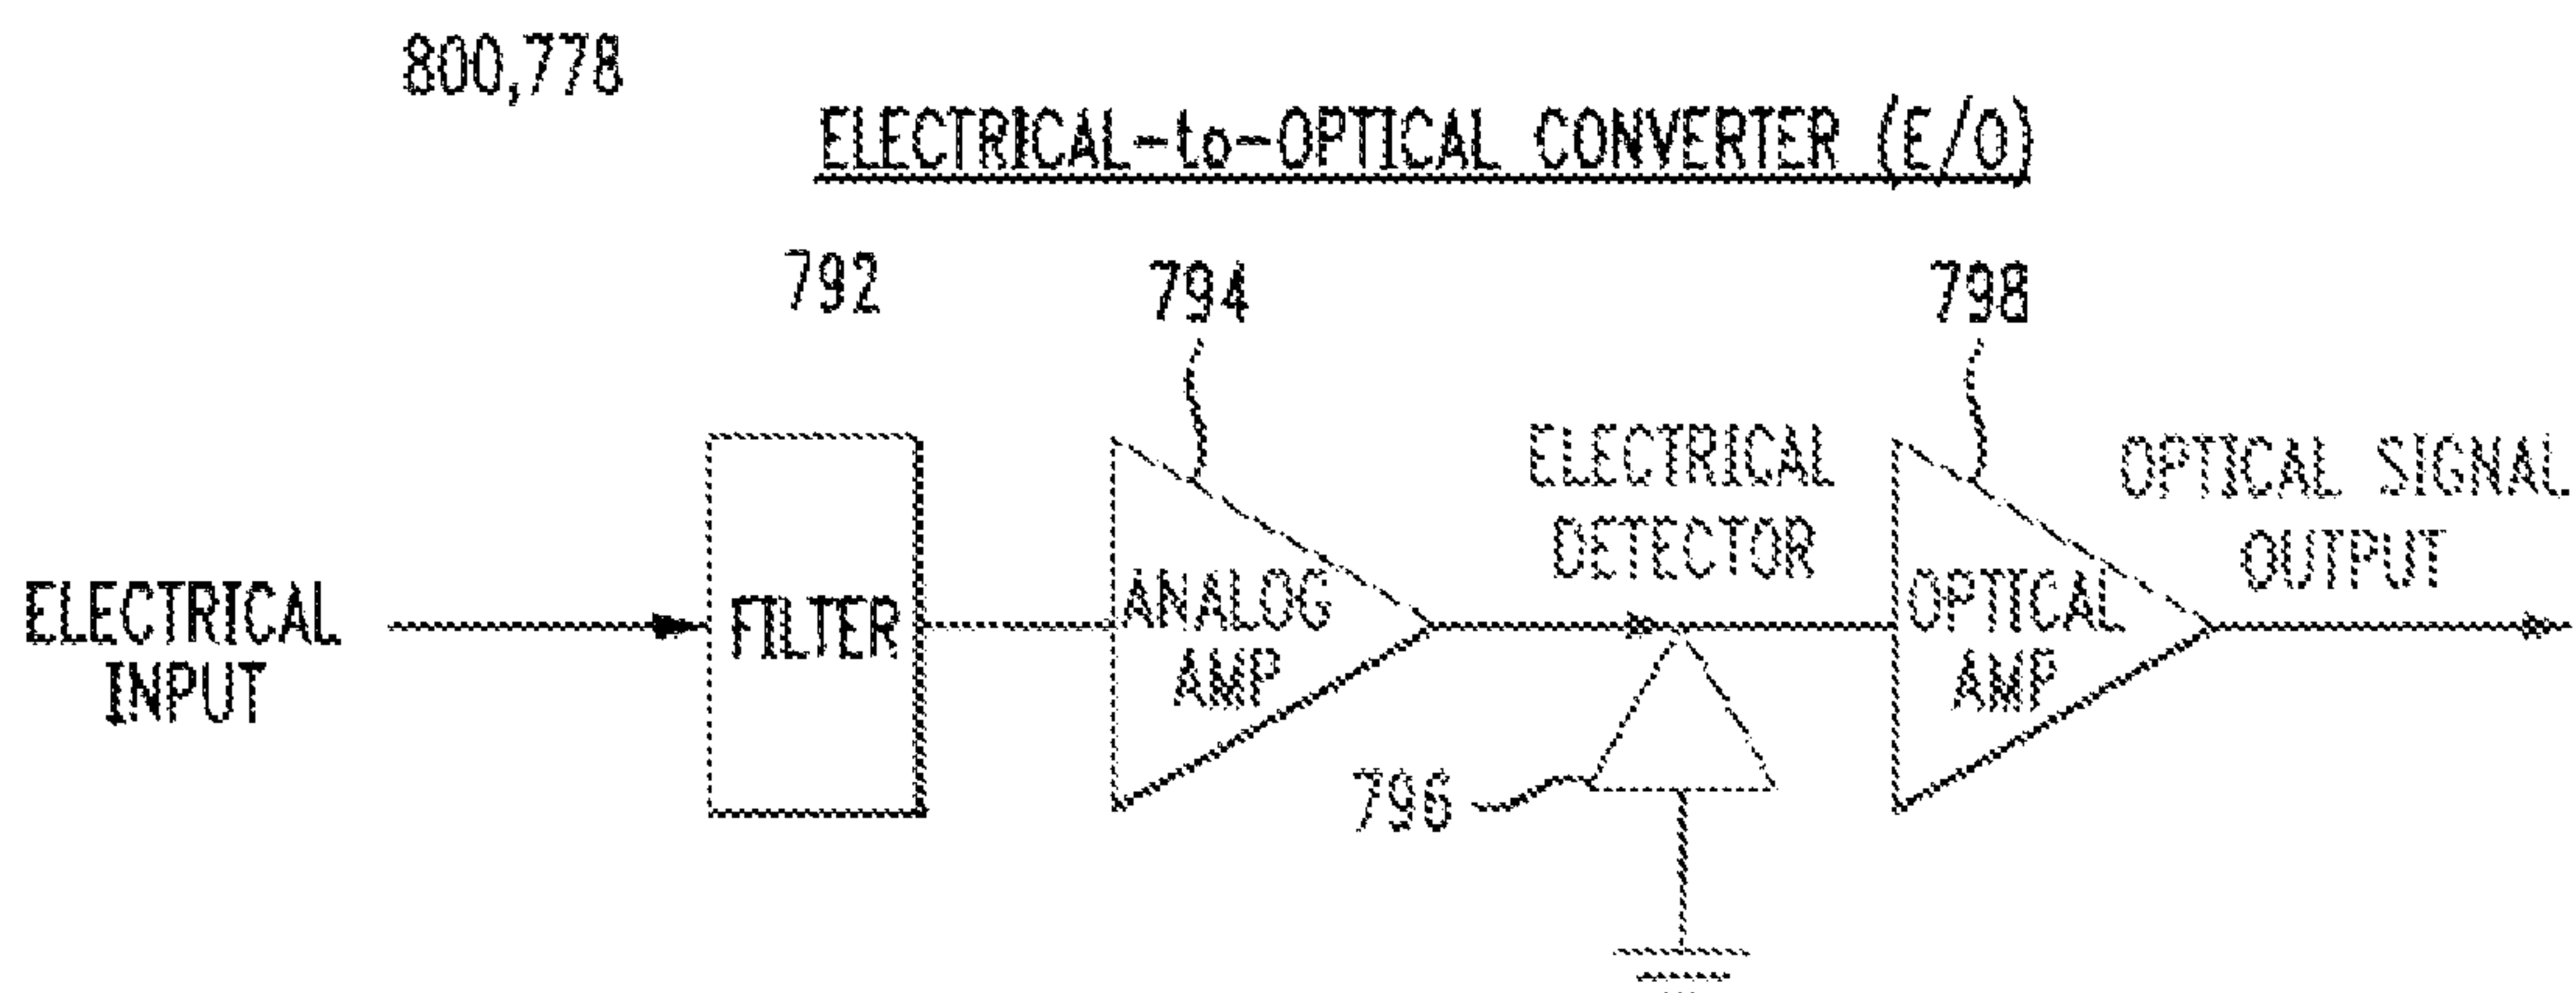 800,778
ELECTRICAL-to-OPTICAL CONVERTER (E/O)
792
794
798
ELECTRICAL
DETECTOR
OPTICAL SIGNAL
OUTPUT
ELECTRICAL
INPUT
FILTER
ANALOG
AMP
OPTICAL
AMP
796